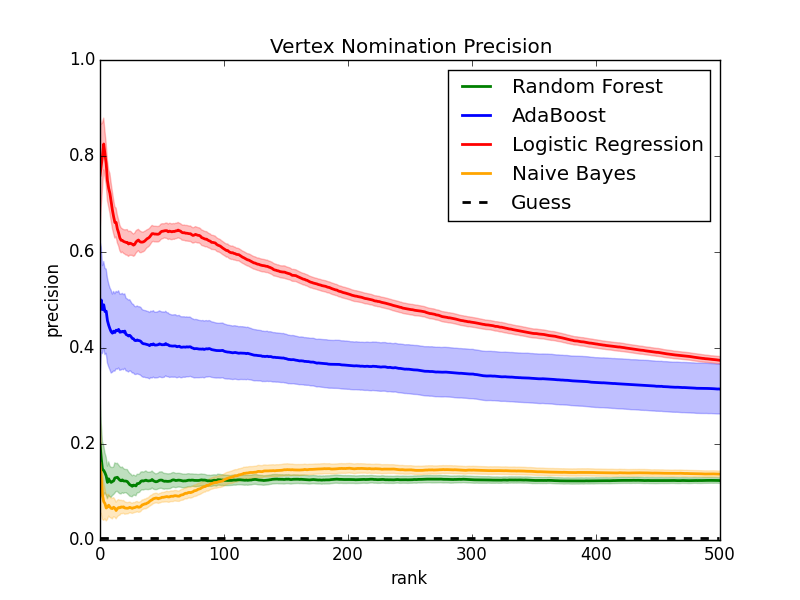 Vertex Nomination Precision
1.0
0.8
0.6
0.4
0.2
0.0
precision
Random Forest
AdaBoost
Logistic Regression
Naive Bayes
Guess
0 100 200 300 400 500
rank